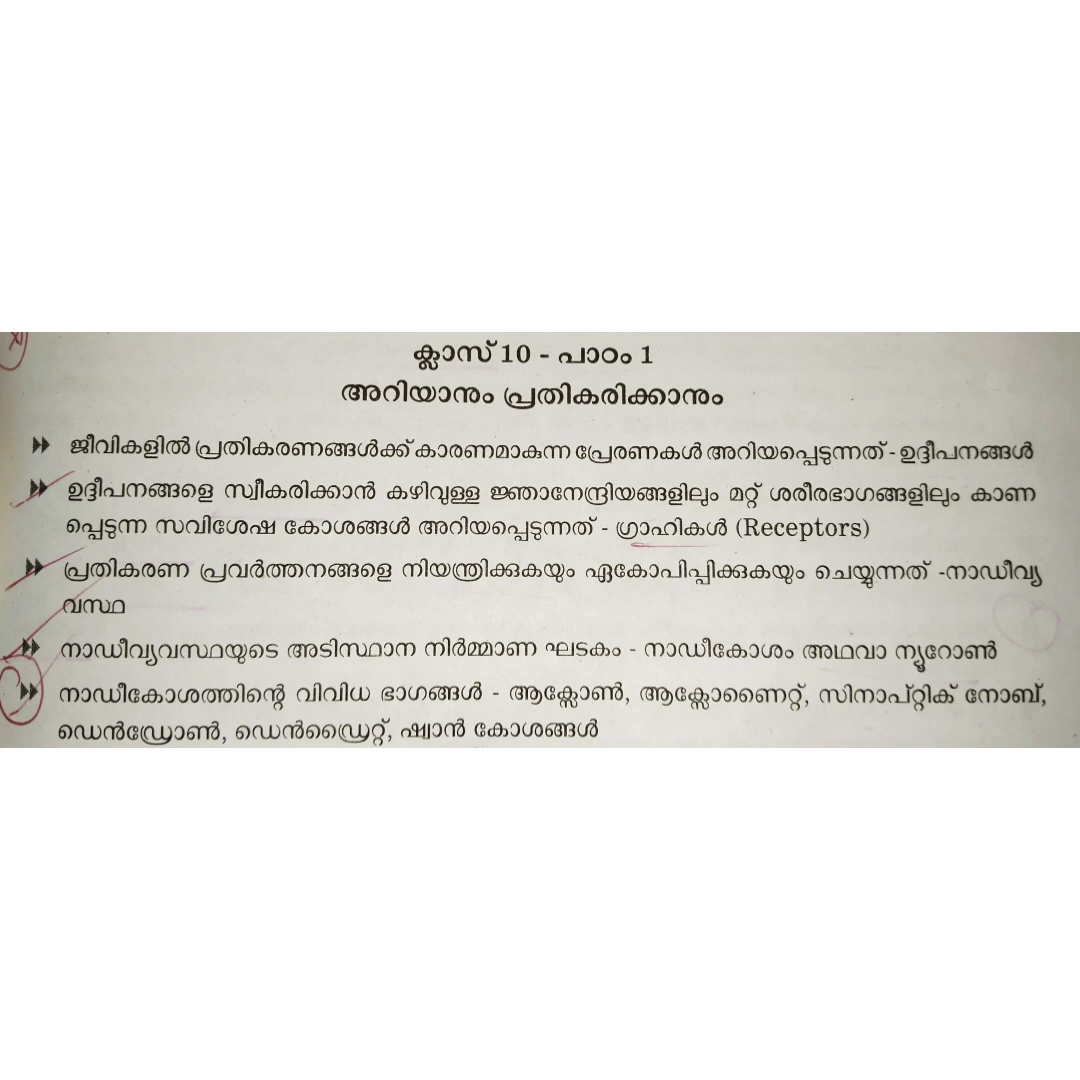 ക്ലാസ് 10 - പാഠം 1
അറിയാനും പ്രതികരിക്കാനും
ജീവികളിൽ പ്രതികരണങ്ങൾക്ക് കാരണമാകുന്ന പ്രേരണകൾ അറിയപ്പെടുന്നത് - ഉദ്ദീപനങ്ങൾ
ഉദ്ദീപനങ്ങളെ സ്വീകരിക്കാൻ കഴിവുള്ള ജ്ഞാനേന്ദ്രിയങ്ങളിലും മറ്റ് ശരീരഭാഗങ്ങളിലും കാണ
പ്പെടുന്ന സവിശേഷ കോശങ്ങൾ അറിയപ്പെടുന്നത് - ഗ്രാഹികൾ (Receptors)
പ്രതികരണ പ്രവർത്തനങ്ങളെ നിയന്ത്രിക്കുകയും ഏകോപിപ്പിക്കുകയും ചെയ്യുന്നത് -നാഡീവ്യ
വസ്ഥ
നാഡീവ്യവസ്ഥയുടെ അടിസ്ഥാന നിർമ്മാണ ഘടകം - നാഡീകോശം അഥവാ ന്യൂറോൺ
നാഡീകോശത്തിന്റെ വിവിധ ഭാഗങ്ങൾ - ആക്സോൺ, ആക്സോണൈറ്റ്, സിനാപ്റ്റിക് നോബ്,
ഡെൻഡ്രോൺ, ഡെൻഡ്രൈറ്റ്, ഷ്വാൻ കോശങ്ങൾ